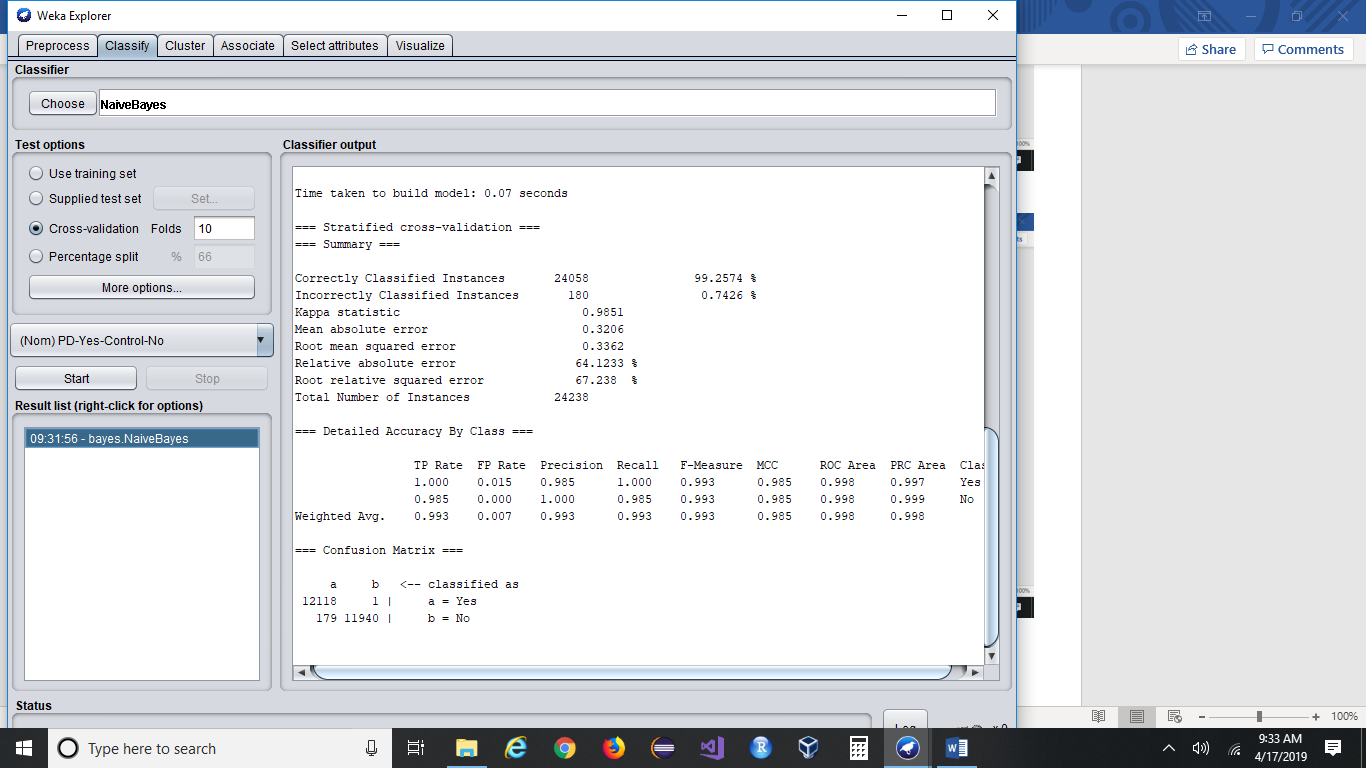 Weka Explorer
Preprocess Classify Cluster Associate Select attributes Visualize
Share Comments
Classifier
Choose NaiveBayes
Test options
Use training set
Supplied test set Set...
Cross-validation Folds 10
Percentage split % 66
More options...
(Nom) PD-Yes-Control-No
Start Stop
Result list (right-click for options)
09:31:56 - bayes.NaiveBayes
Classifier output
Time taken to build model: 0.07 seconds
=== Stratified cross-validation ===
=== Summary ===
Correctly Classified Instances 24058 99.2574 %
Incorrectly Classified Instances 180 0.7426 %
Kappa statistic 0.9851
Mean absolute error 0.3206
Root mean squared error 0.3362
Relative absolute error 64.1233 %
Root relative squared error 67.238 %
Total Number of Instances 24238
=== Detailed Accuracy By Class ===
TP Rate FP Rate Precision Recall F-Measure MCC ROC Area PRC Area Clas
1.000 0.015 0.985 1.000 0.993 0.985 0.998 0.997 Yes
0.985 0.000 1.000 0.985 0.993 0.985 0.998 0.999 No
Weighted Avg. 0.993 0.007 0.993 0.993 0.993 0.985 0.998 0.998
=== Confusion Matrix ===
a b <-- classified as
12118 1 | a = Yes
179 11940 | b = No
Status
Log
x 0
100%
Type here to search
9:33 AM
4/17/2019